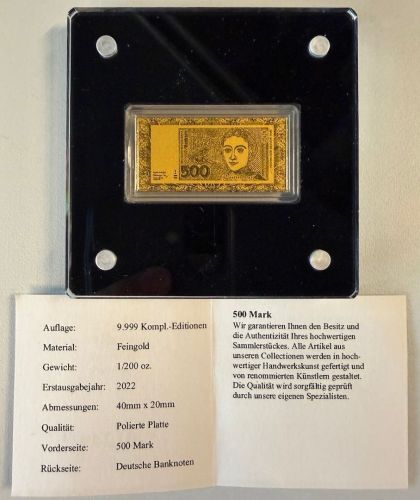 500
Auflage: 9.999 Kompl.-Editionen
Material: Feingold
Gewicht: 1/200 oz.
Erstausgabejahr: 2022
Abmessungen: 40mm x 20mm
Qualität: Polierte Platte
Vorderseite: 500 Mark
Rückseite: Deutsche Banknoten
500 Mark
Wir garantieren Ihnen den Besitz und
die Authentizität Ihres hochwertigen
Sammlerstückes. Alle Artikel aus
unseren Collectionen werden in hoch-
wertiger Handwerkskunst gefertigt und
von renommierten Künstlern gestaltet.
Die Qualität wird sorgfältig geprüft
durch unsere eigenen Spezialisten.